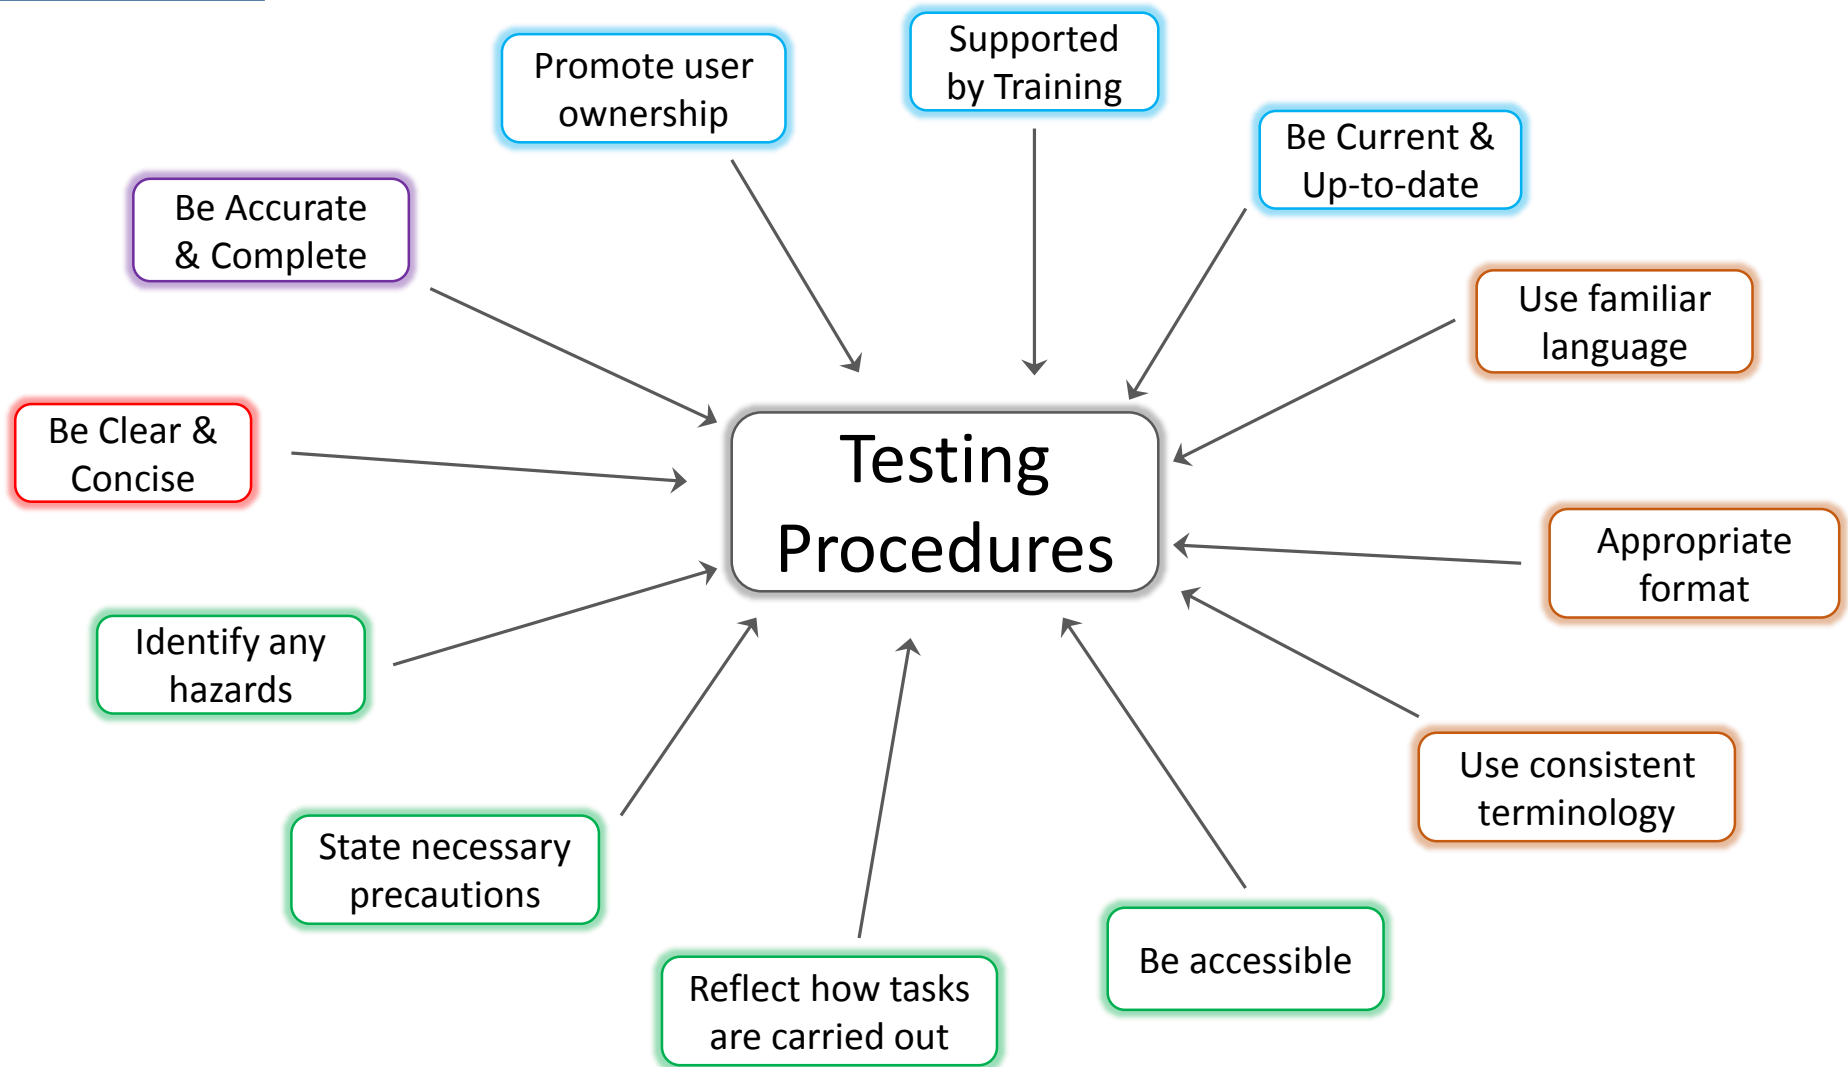 Supported
by Training
Promote user
ownership
Be Current &
Up-to-date
Be Accurate
& Complete
Use familiar
language
Be Clear &
Concise
Testing
Procedures
Appropriate
format
Identify any
hazards
Use consistent
terminology
State necessary
precautions
Be accessible
Reflect how tasks
are carried out